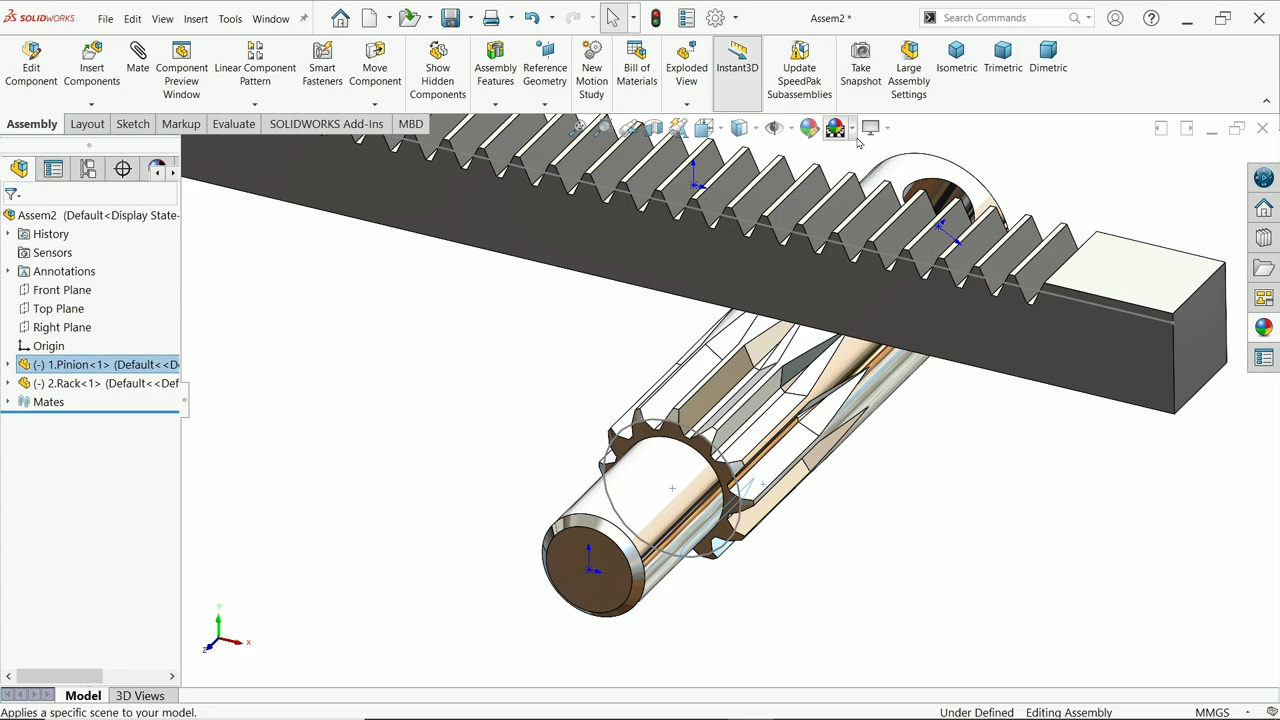 SOLIDWORKS File Edit View Insert Tools Window Assem2 * Search Commands
Edit Component
Insert Components
Mate
Component Preview Window
Linear Component Pattern
Smart Fasteners
Move Component
Show Hidden Components
Assembly Features
Reference Geometry
New Motion Study
Bill of Materials
Exploded View
Instant3D
Update SpeedPak Subassemblies
Take Snapshot
Large Assembly Settings
Isometric
Trimetric
Dimetric
Assembly Layout Sketch Markup Evaluate SOLIDWORKS Add-Ins MBD
Assem2 (Default<Display State-
History
Sensors
Annotations
Front Plane
Top Plane
Right Plane
Origin
(-) 1.Pinion<1> (Default<<D
(-) 2.Rack<1> (Default<<Def
Mates
Y
X
Z
Model 3D Views
Applies a specific scene to your model. Under Defined Editing Assembly MMGS